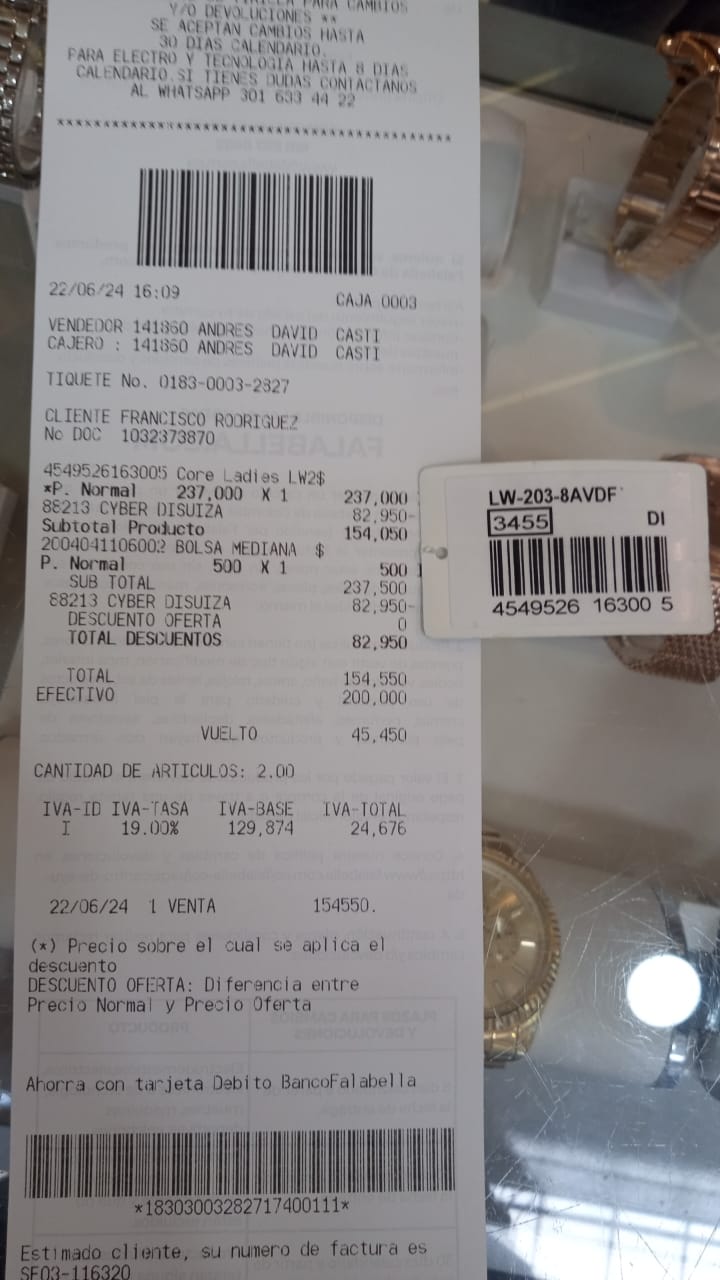 PARA CAMBIOS
Y/O DEVOLUCIONES **
SE ACEPTAN CAMBIOS HASTA
30 DIAS CALENDARIO.
PARA ELECTRO Y TECNOLOGIA HASTA 8 DIAS
CALENDARIO.SI TIENES DUDAS CONTACTANOS
AL WHATSAPP 301 633 44 22
****************************************
22/06/24 16:09 CAJA 0003
VENDEDOR 141860 ANDRES DAVID CASTI
CAJERO : 141860 ANDRES DAVID CASTI
TIQUETE No. 0183-0003-2827
CLIENTE FRANCISCO RODRIGUEZ
No DOC 1032373870
4549526163005 Core Ladies LW2$
*P. Normal 237,000 X 1 237,000
88213 CYBER DISUIZA 82,950-
Subtotal Producto 154,050
2004041106002 BOLSA MEDIANA $
P. Normal 500 X 1 500
SUB TOTAL 237,500
88213 CYBER DISUIZA 82,950-
DESCUENTO OFERTA 0
TOTAL DESCUENTOS 82,950
TOTAL 154,550
EFECTIVO 200,000
VUELTO 45,450
CANTIDAD DE ARTICULOS: 2.00
IVA-ID IVA-TASA IVA-BASE IVA-TOTAL
I 19.00% 129,874 24,676
22/06/24 1 VENTA 154550.
(*) Precio sobre el cual se aplica el
descuento
DESCUENTO OFERTA: Diferencia entre
Precio Normal y Precio Oferta
Ahorra con tarjeta Debito BancoFalabella
*18303003282717400111*
Estimado cliente, su numero de factura es
SE03-116320
LW-203-8AVDF
3455 DI
4549526 16300 5